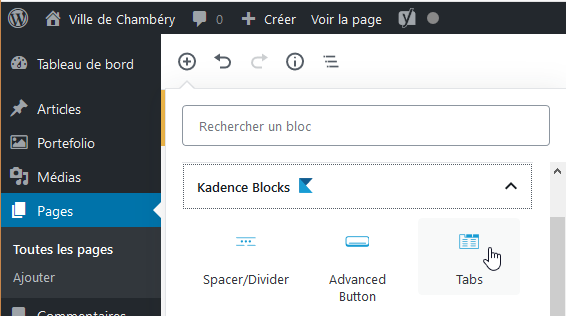 Ville de Chambéry 0 Créer Voir la page
Tableau de bord
Articles
Portefolio
Médias
Pages
Toutes les pages
Ajouter
Commentaires
Rechercher un bloc
Kadence Blocks
Spacer/Divider
Advanced
Button
Tabs